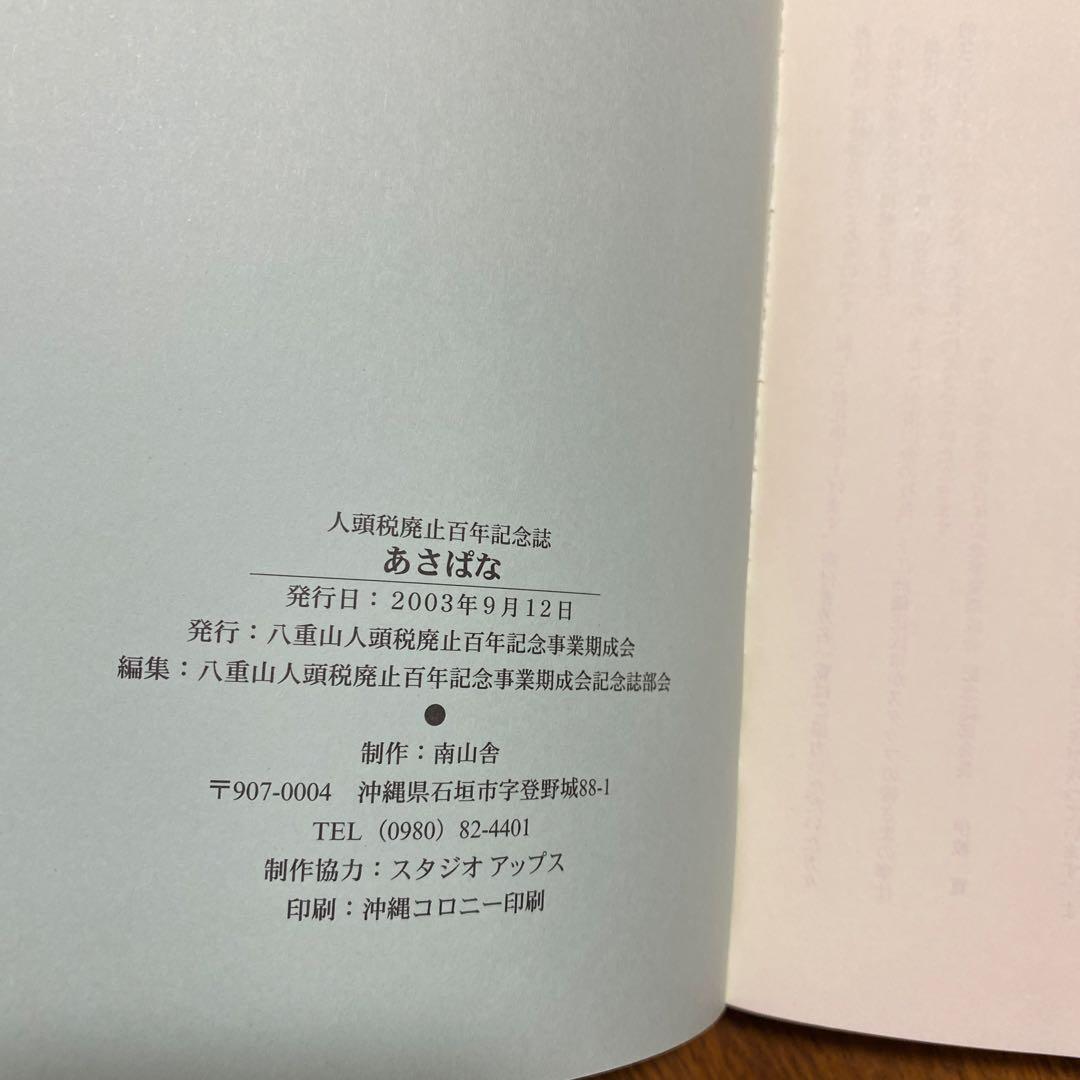 人頭税廃止百年記念誌
あさぱな
発行日：2003年9月12日
発行：八重山人頭税廃止百年記念事業期成会
編集：八重山人頭税廃止百年記念事業期成会記念誌部会
●
制作：南山舎
〒907-0004　沖縄県石垣市字登野城88-1
TEL（0980）82-4401
制作協力：スタジオ アップス
印刷：沖縄コロニー印刷